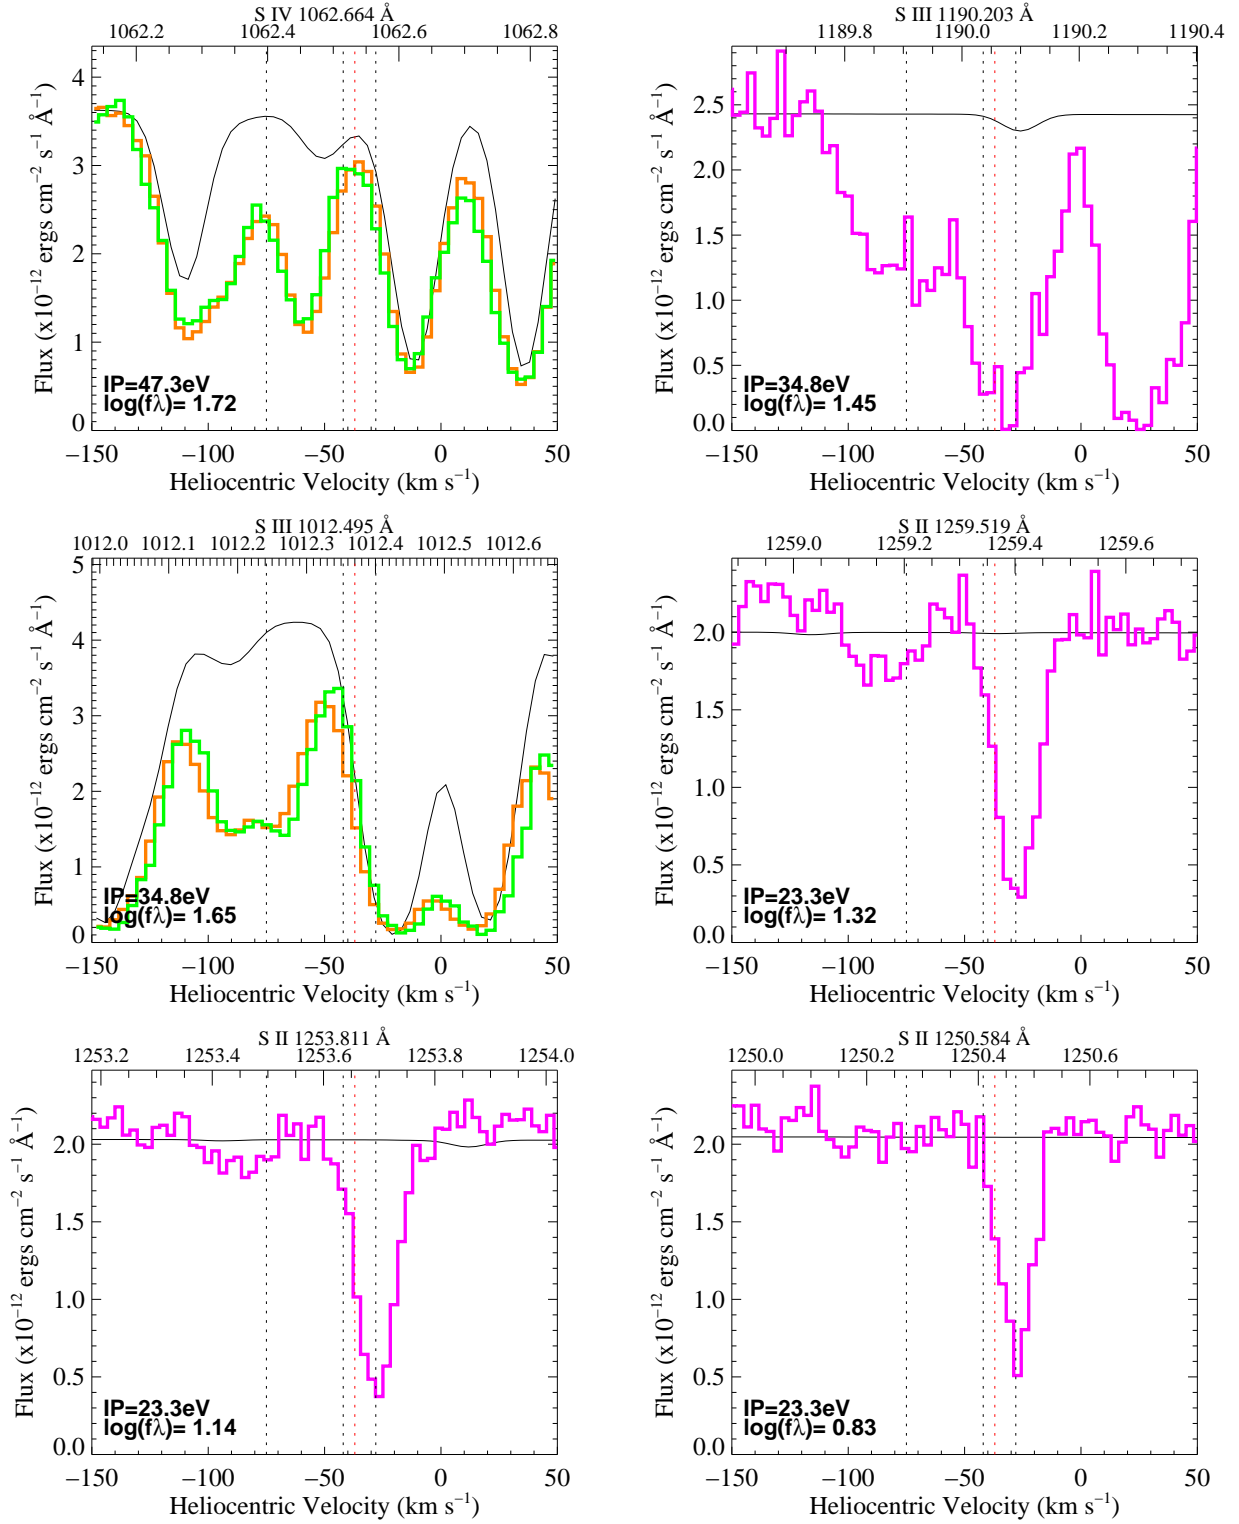 S IV 1062.664 Å
1062.2 1062.4 1062.6 1062.8
4
3
2
1
0
Flux (x10−12 ergs cm−2 s−1 Å−1)
IP=47.3eV
log(fλ)= 1.72
−150 −100 −50 0 50
Heliocentric Velocity (km s−1)
S III 1190.203 Å
1189.8 1190.0 1190.2 1190.4
2.5
2.0
1.5
1.0
0.5
0.0
Flux (x10−12 ergs cm−2 s−1 Å−1)
IP=34.8eV
log(fλ)= 1.45
−150 −100 −50 0 50
Heliocentric Velocity (km s−1)
S III 1012.495 Å
1012.0 1012.1 1012.2 1012.3 1012.4 1012.5 1012.6
5
4
3
2
1
0
Flux (x10−12 ergs cm−2 s−1 Å−1)
IP=34.8eV
log(fλ)= 1.65
−150 −100 −50 0 50
Heliocentric Velocity (km s−1)
S II 1259.519 Å
1259.0 1259.2 1259.4 1259.6
2.0
1.5
1.0
0.5
0.0
Flux (x10−12 ergs cm−2 s−1 Å−1)
IP=23.3eV
log(fλ)= 1.32
−150 −100 −50 0 50
Heliocentric Velocity (km s−1)
S II 1253.811 Å
1253.2 1253.4 1253.6 1253.8 1254.0
2.0
1.5
1.0
0.5
0.0
Flux (x10−12 ergs cm−2 s−1 Å−1)
IP=23.3eV
log(fλ)= 1.14
−150 −100 −50 0 50
Heliocentric Velocity (km s−1)
S II 1250.584 Å
1250.0 1250.2 1250.4 1250.6
2.0
1.5
1.0
0.5
0.0
Flux (x10−12 ergs cm−2 s−1 Å−1)
IP=23.3eV
log(fλ)= 0.83
−150 −100 −50 0 50
Heliocentric Velocity (km s−1)